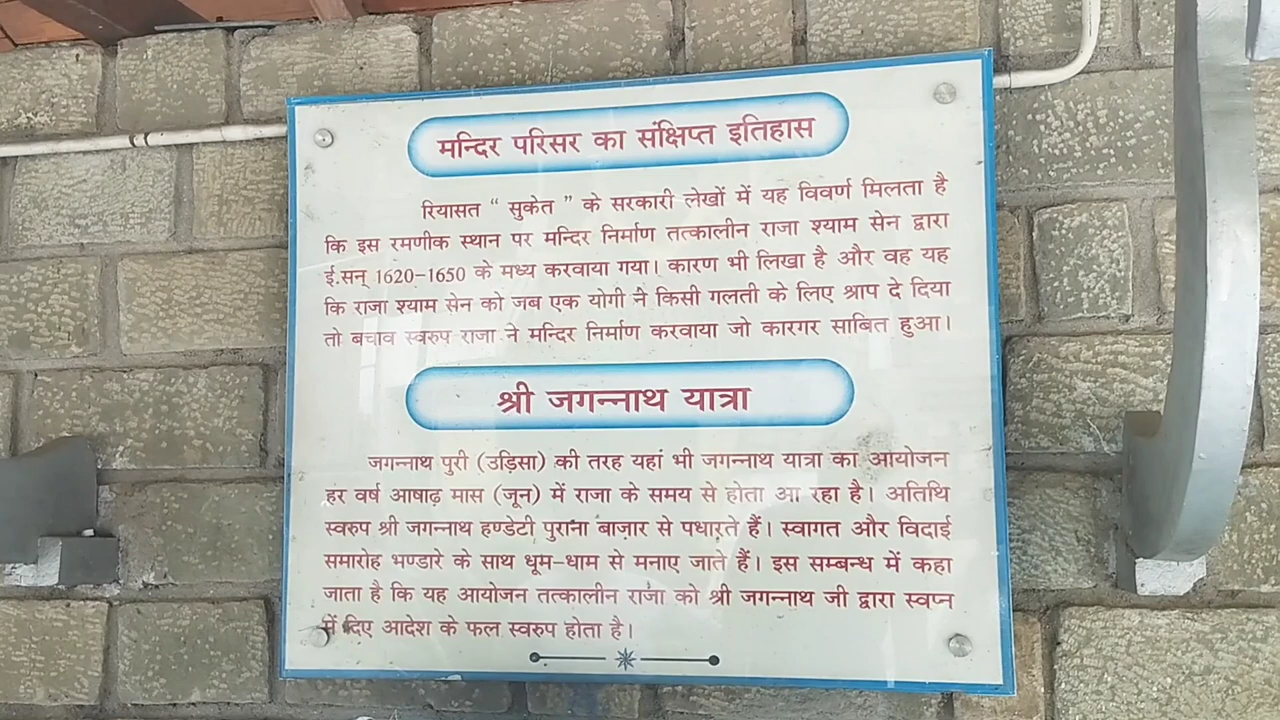 मन्दिर परिसर का संक्षिप्त इतिहास
रियासत “ सुकेत ” के सरकारी लेखों में यह विवर्ण मिलता है
कि इस रमणीक स्थान पर मन्दिर निर्माण तत्कालीन राजा श्याम सेन द्वारा
ई.सन् 1620-1650 के मध्य करवाया गया। कारण भी लिखा है और वह यह
कि राजा श्याम सेन को जब एक योगी ने किसी गलती के लिए श्राप दे दिया
तो बचाव स्वरुप राजा ने मन्दिर निर्माण करवाया जो कारगर साबित हुआ।
श्री जगन्नाथ यात्रा
जगन्नाथ पुरी (उड़िसा) की तरह यहां भी जगन्नाथ यात्रा का आयोजन
हर वर्ष आषाढ़ मास (जून) में राजा के समय से होता आ रहा है। अतिथि
स्वरुप श्री जगन्नाथ हण्डेटी पुराना बाज़ार से पधारते हैं। स्वागत और विदाई
समारोह भण्डारे के साथ धूम-धाम से मनाए जाते हैं। इस सम्बन्ध में कहा
जाता है कि यह आयोजन तत्कालीन राजा को श्री जगन्नाथ जी द्वारा स्वप्न
में दिए आदेश के फल स्वरुप होता है।